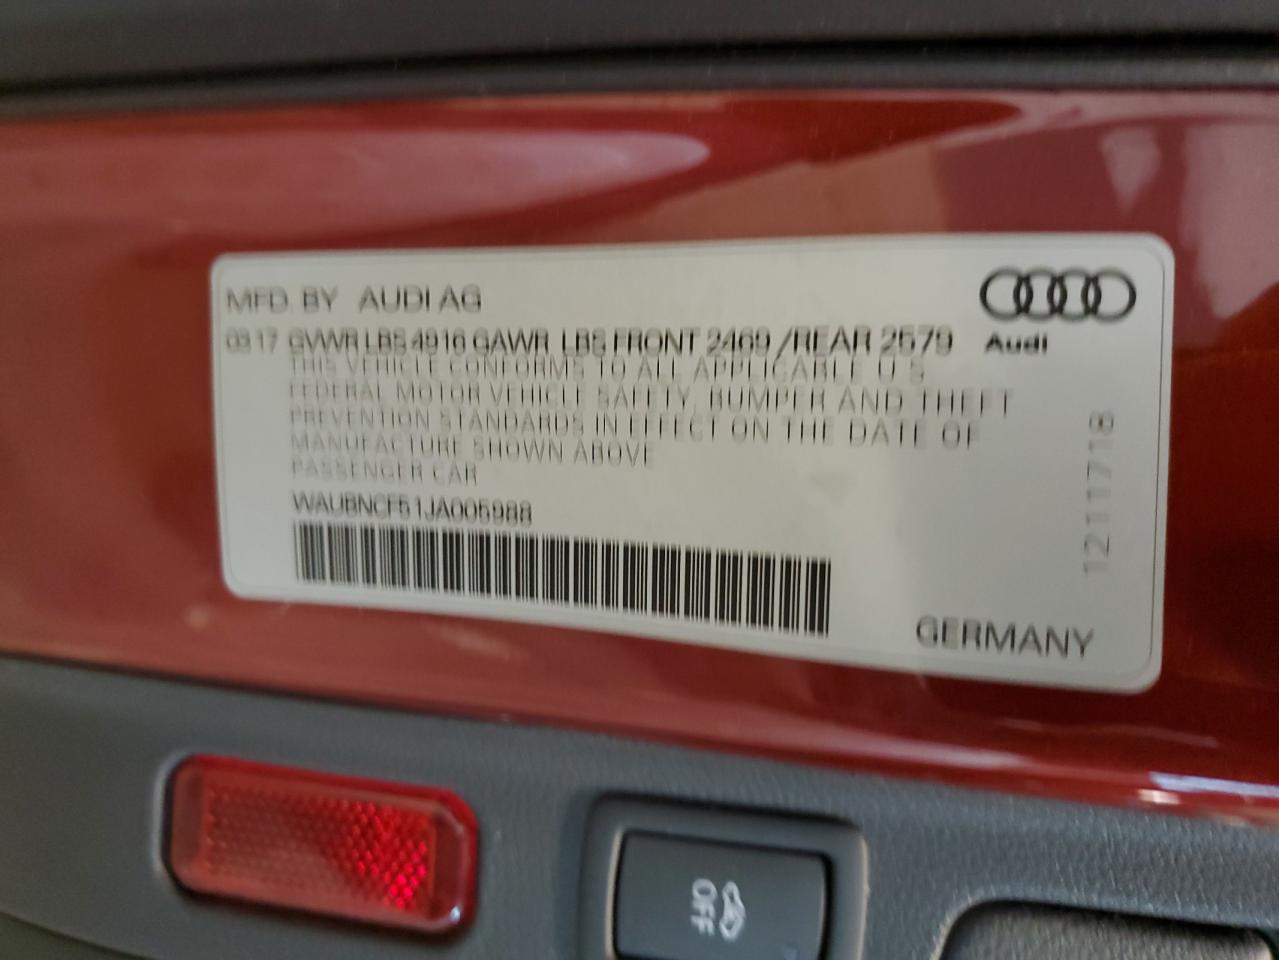 MFD. BY AUDI AG
03 17 GVWR LBS 4916 GAWR LBS FRONT 2469 / REAR 2579
Audi
THIS VEHICLE CONFORMS TO ALL APPLICABLE U S
FEDERAL MOTOR VEHICLE SAFETY, BUMPER AND THEFT
PREVENTION STANDARDS IN EFFECT ON THE DATE OF
MANUFACTURE SHOWN ABOVE
PASSENGER CAR
WAUBNCF51JA005988
1211718
GERMANY
OFF